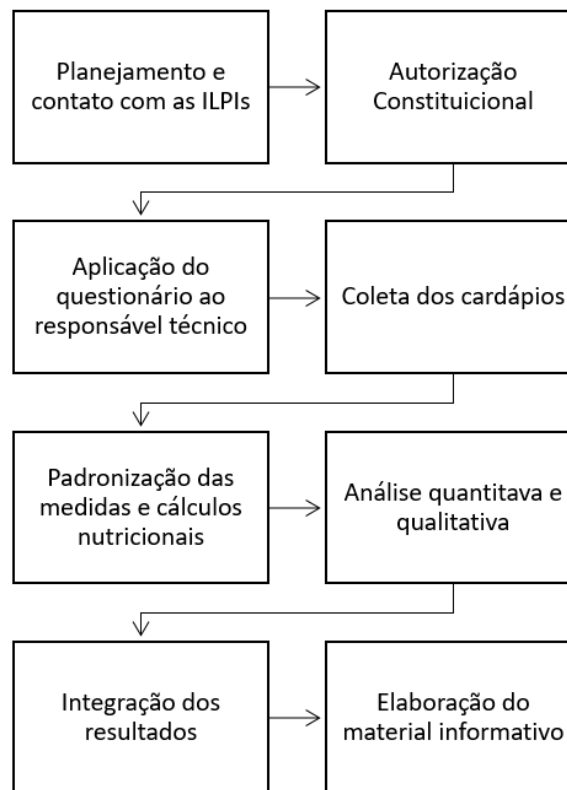 Planejamento e
contato com as ILPIs
Autorização
Constituicional
Aplicação do
questionário ao
responsável técnico
Coleta dos cardápios
Padronização das
medidas e cálculos
nutricionais
Análise quantitava e
qualitativa
Integração dos
resultados
Elaboração do
material informativo